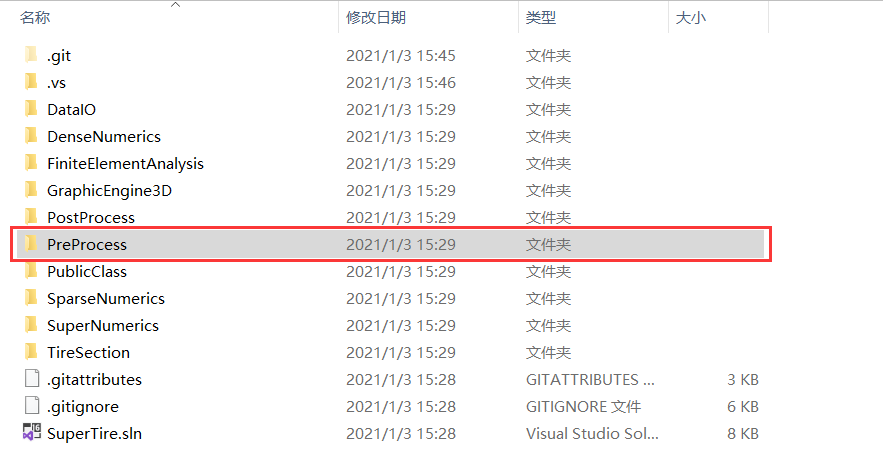 名称 修改日期 类型 大小
.git 2021/1/3 15:45 文件夹
.vs 2021/1/3 15:46 文件夹
DataIO 2021/1/3 15:29 文件夹
DenseNumerics 2021/1/3 15:29 文件夹
FiniteElementAnalysis 2021/1/3 15:29 文件夹
GraphicEngine3D 2021/1/3 15:29 文件夹
PostProcess 2021/1/3 15:29 文件夹
PreProcess 2021/1/3 15:29 文件夹
PublicClass 2021/1/3 15:29 文件夹
SparseNumerics 2021/1/3 15:29 文件夹
SuperNumerics 2021/1/3 15:29 文件夹
TireSection 2021/1/3 15:29 文件夹
.gitattributes 2021/1/3 15:28 GITATTRIBUTES ... 3 KB
.gitignore 2021/1/3 15:28 GITIGNORE 文件 6 KB
SuperTire.sln 2021/1/3 15:28 Visual Studio Sol... 8 KB